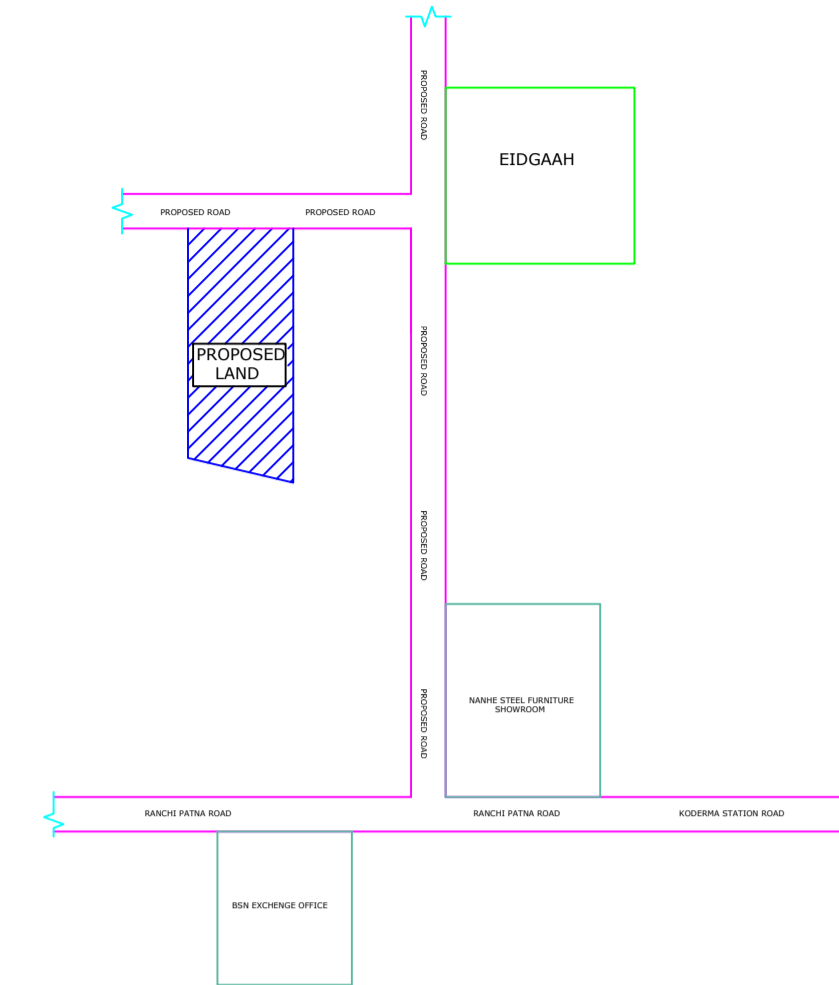 PROPOSED ROAD
EIDGAAH
PROPOSED ROAD
PROPOSED ROAD
PROPOSED
LAND
PROPOSED ROAD
PROPOSED ROAD
PROPOSED ROAD
NANHE STEEL FURNITURE
SHOWROOM
RANCHI PATNA ROAD
RANCHI PATNA ROAD
KODERMA STATION ROAD
BSN EXCHENGE OFFICE